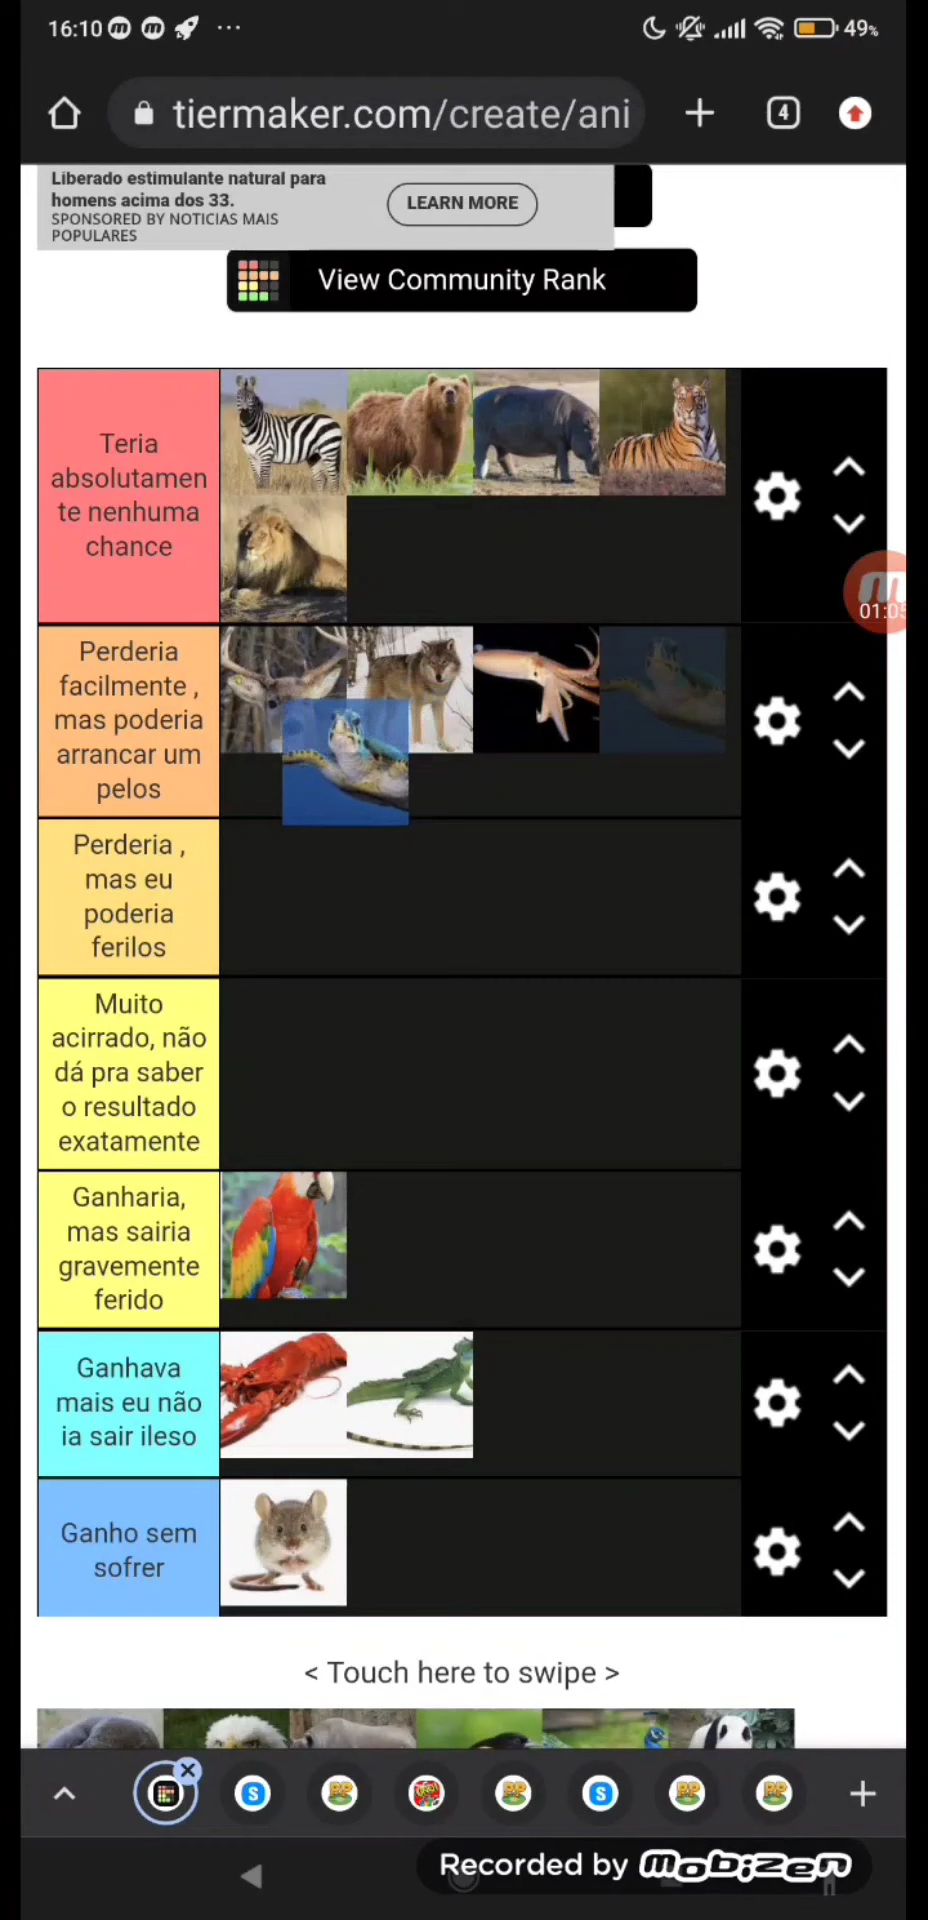 16:10
49%
tiermaker.com/create/ani
4
Liberado estimulante natural para
homens acima dos 33.
SPONSORED BY NOTICIAS MAIS
POPULARES
LEARN MORE
View Community Rank
Teria
absolutamen
te nenhuma
chance
01:05
Perderia
facilmente ,
mas poderia
arrancar um
pelos
Perderia ,
mas eu
poderia
ferilos
Muito
acirrado, não
dá pra saber
o resultado
exatamente
Ganharia,
mas sairia
gravemente
ferido
Ganhava
mais eu não
ia sair ileso
Ganho sem
sofrer
< Touch here to swipe >
Recorded by mobizen